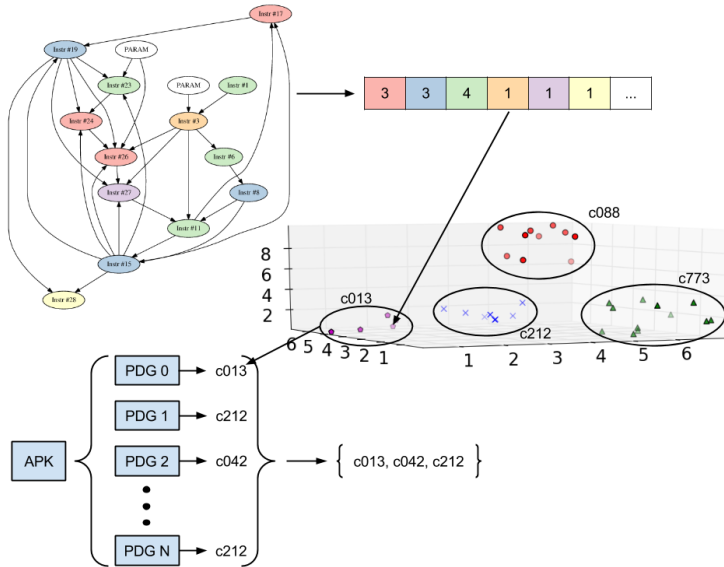 Instr #17
Instr #19
PARAM
Instr #23
PARAM
Instr #1
Instr #24
Instr #3
Instr #26
Instr #6
Instr #27
Instr #8
Instr #11
Instr #15
Instr #28
3 3 4 1 1 1 ...
c088
c773
c013
c212
8
6
4
2
6 5 4 3 2 1
1 2 3 4 5 6
APK
PDG 0 c013
PDG 1 c212
PDG 2 c042
PDG N c212
{ c013, c042, c212 }